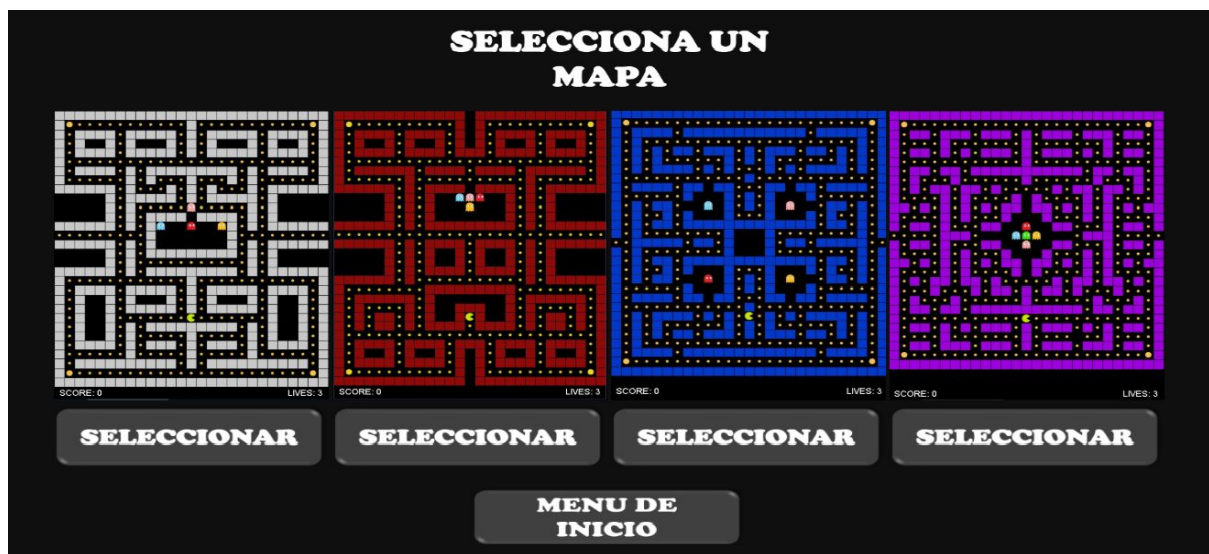 SELECCIONA UN
MAPA
SCORE: 0 LIVES: 3
SCORE: 0 LIVES: 3
SCORE: 0 LIVES: 3
SCORE: 0 LIVES: 3
SELECCIONAR
SELECCIONAR
SELECCIONAR
SELECCIONAR
MENU DE
INICIO